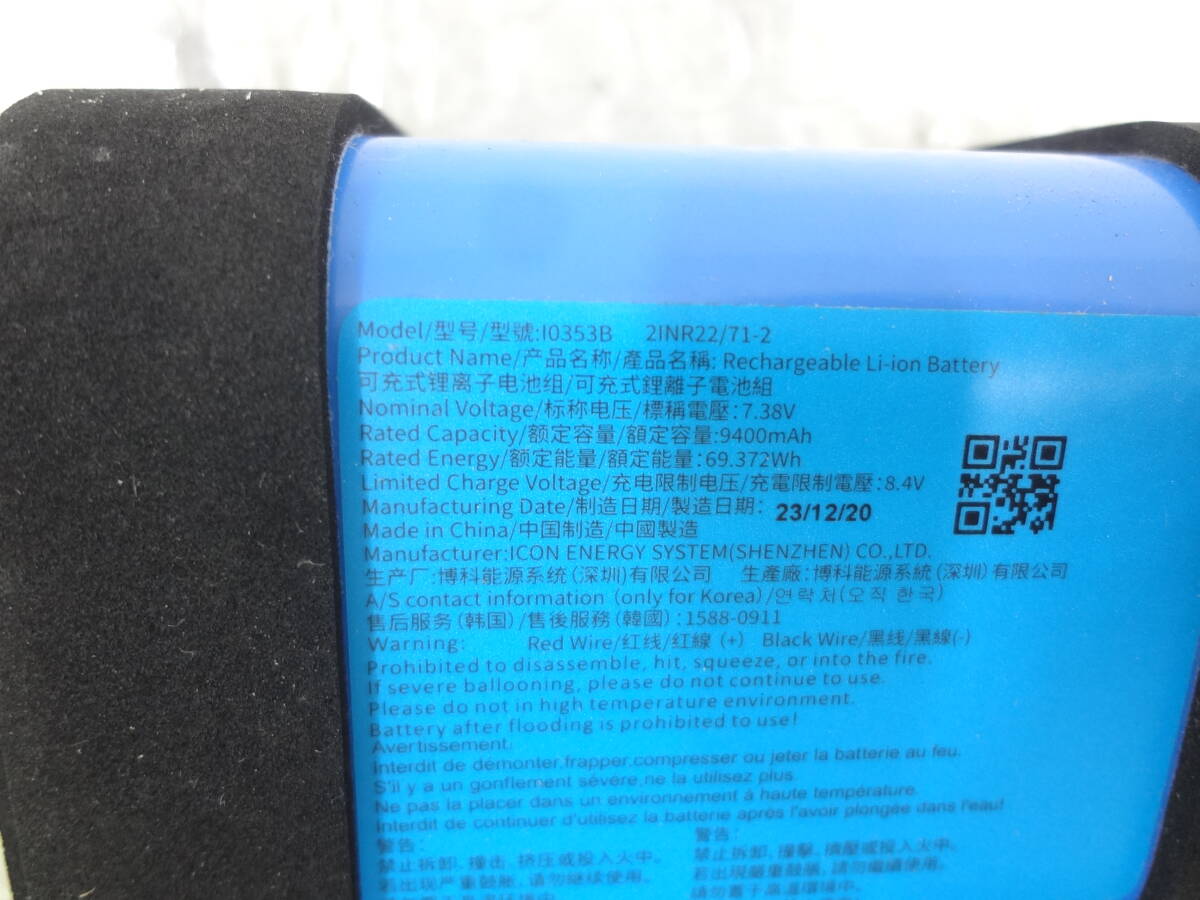 Model/型号/型號:I0353B 2INR22/71-2
Product Name/产品名称/產品名稱: Rechargeable Li-ion Battery
可充式锂离子电池组/可充式鋰離子電池組
Nominal Voltage/标称电压/標稱電壓:7.38V
Rated Capacity/额定容量/額定容量:9400mAh
Rated Energy/额定能量/額定能量:69.372Wh
Limited Charge Voltage/充电限制电压/充電限制電壓:8.4V
Manufacturing Date/制造日期/製造日期: 23/12/20
Made in China/中国制造/中國製造
Manufacturer:ICON ENERGY SYSTEM(SHENZHEN) CO.,LTD.
生产厂:博科能源系统(深圳)有限公司 生產廠:博科能源系統(深圳)有限公司
A/S contact information (only for Korea)/연락처(오직 한국)
售后服务(韩国)/售後服務(韓國):1588-0911
Warning: Red Wire/红线/紅線 (+) Black Wire/黑线/黑線(-)
Prohibited to disassemble, hit, squeeze, or into the fire.
If severe ballooning, please do not continue to use.
Please do not in high temperature environment.
Battery after flooding is prohibited to use!
Avertissement:
Interdit de démonter,frapper,compresser ou jeter la batterie au feu.
S'il y a un gonflement sévère,ne la utilisez plus.
Ne pas la placer dans un environnement à haute température.
Interdit de continuer d'utilisez la batterie après l'avoir plongée dans l'eau!
警告: 警告:
禁止拆卸、撞击、挤压或投入火中。 禁止拆卸、撞擊、擠壓或投入火中。
若出现严重鼓胀,请勿继续使用。 若出現嚴重鼓脹,請勿繼續使用。
請勿置于高溫環境中。